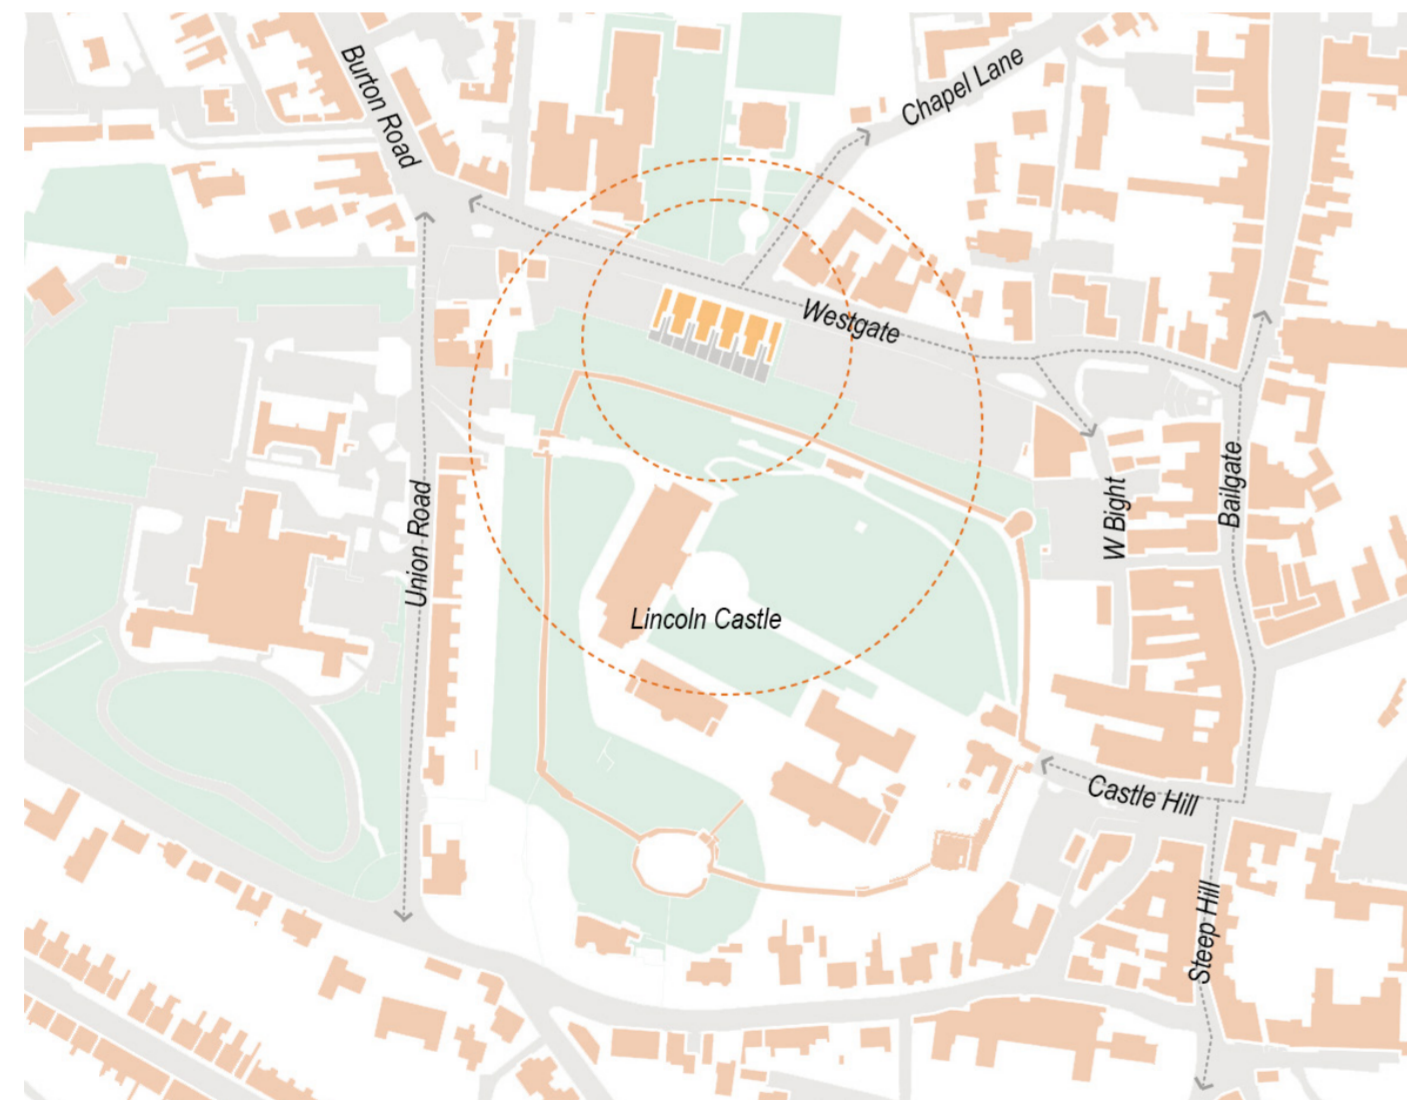 Burton Road
Chapel Lane
Westgate
Union Road
W Bight
Bailgate
Lincoln Castle
Castle Hill
Steep Hill